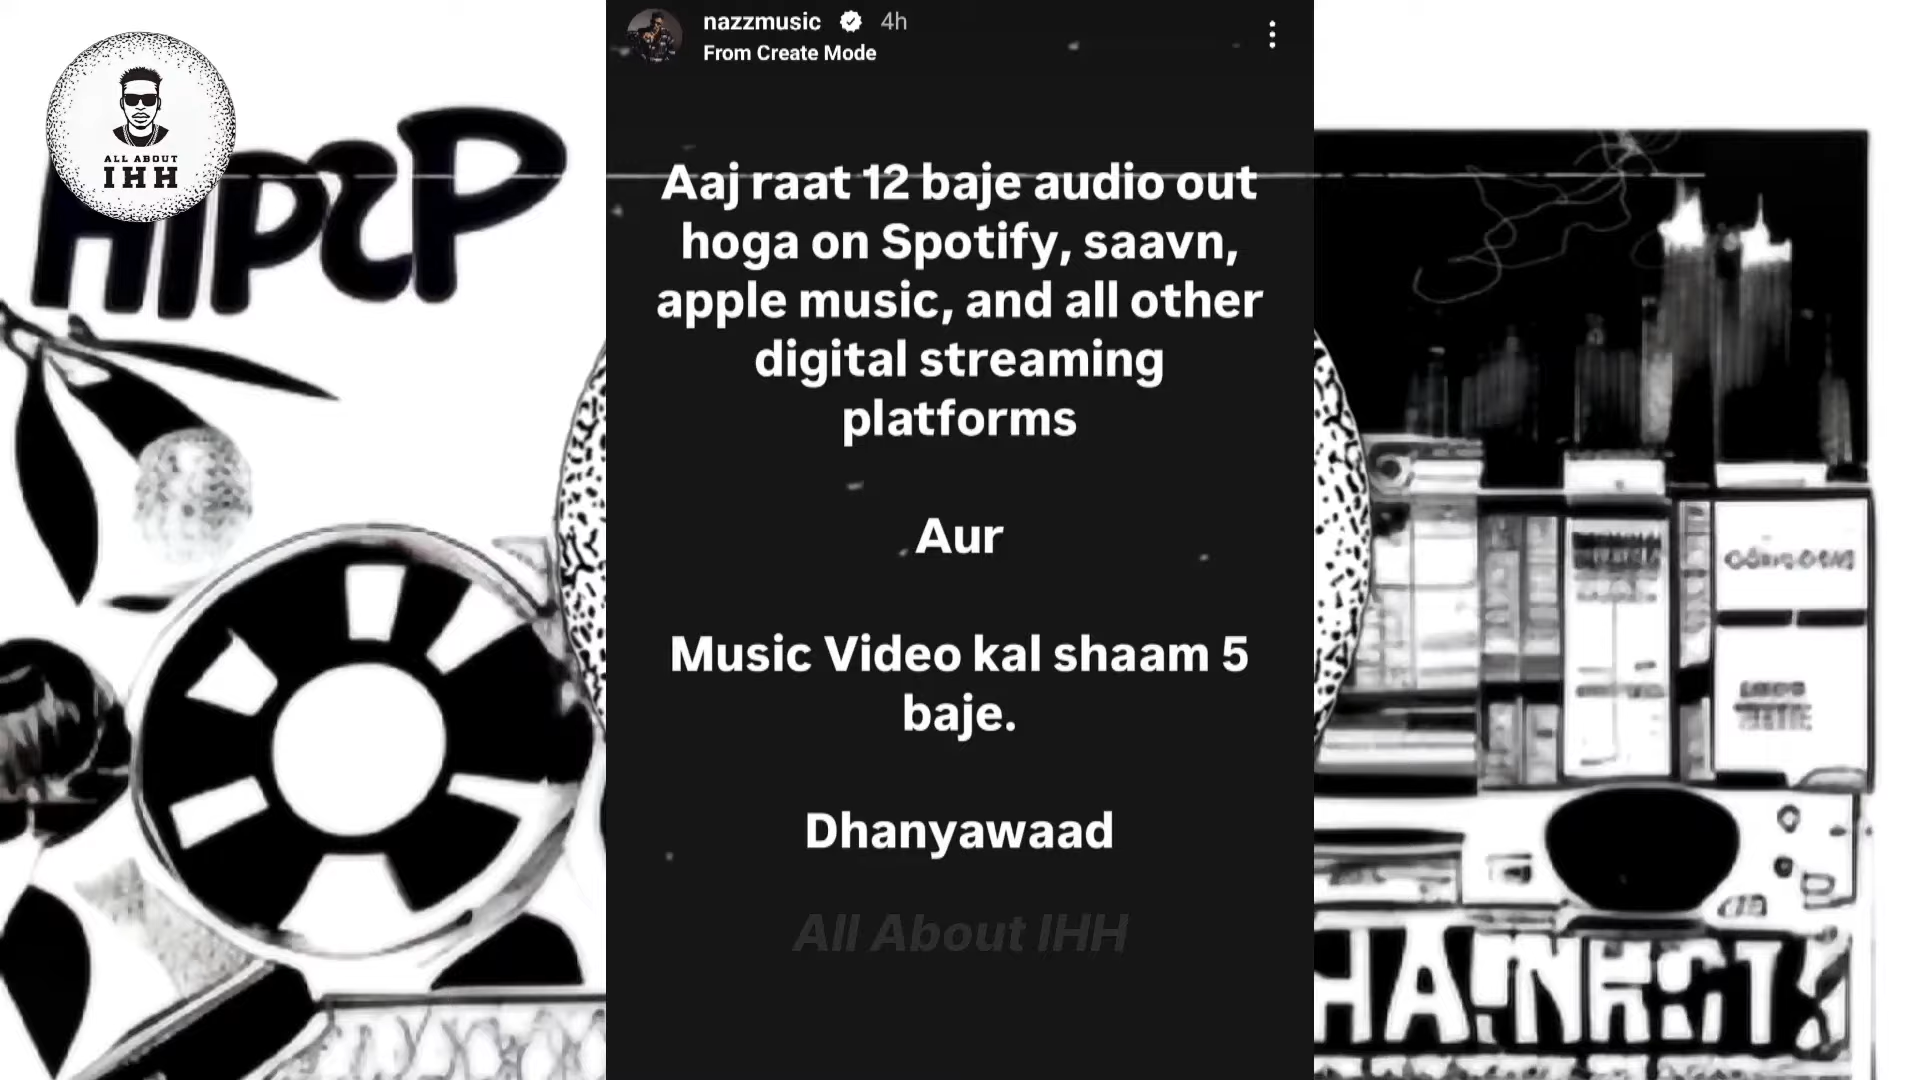 nazzmusic 4h
From Create Mode
ALL ABOUT
IHH
Aaj raat 12 baje audio out
hoga on Spotify, saavn,
apple music, and all other
digital streaming
platforms
Aur
Music Video kal shaam 5
baje.
Dhanyawaad
All About IHH